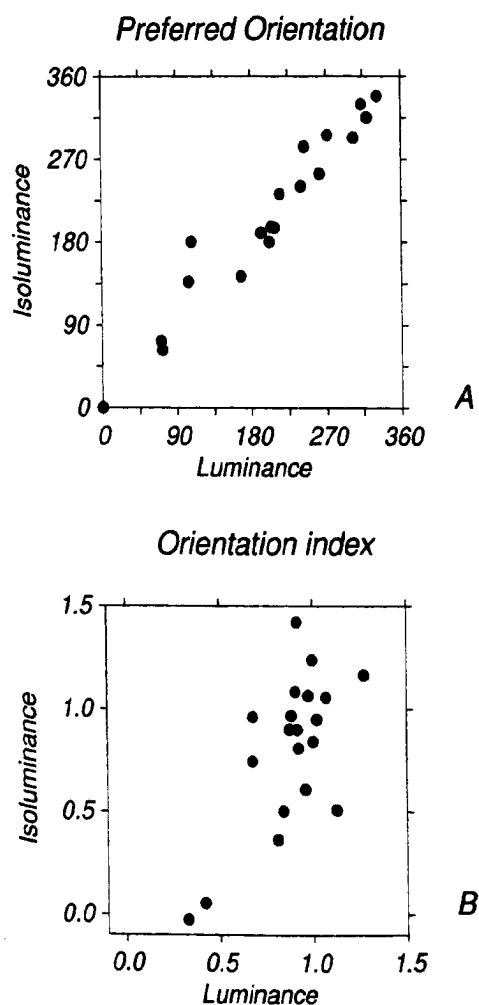 Preferred Orientation
360
270
180
90
0
Isoluminance
0 90 180 270 360
Luminance
A
Orientation index
1.5
1.0
0.5
0.0
Isoluminance
0.0 0.5 1.0 1.5
Luminance
B